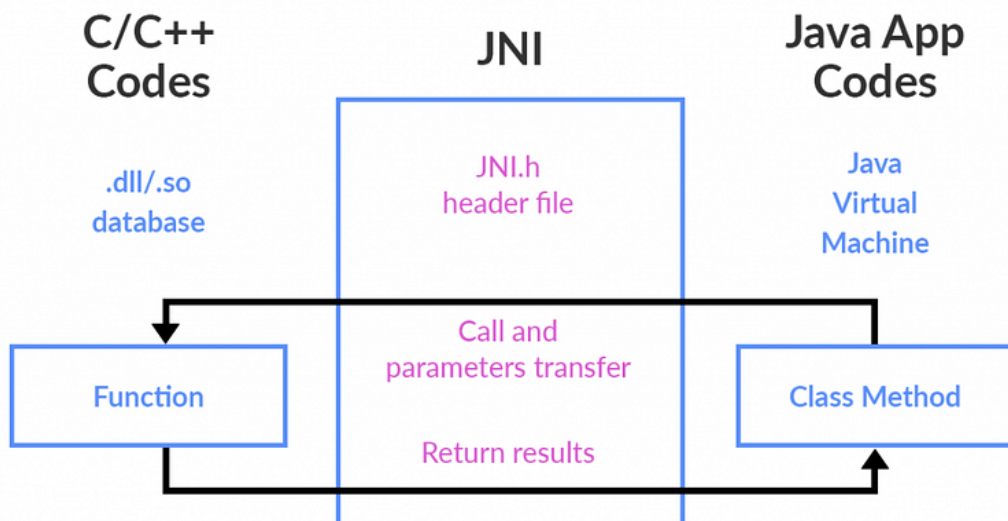 C/C++
Codes
.dll/.so
database
Function
JNI
JNI.h
header file
Call and
parameters transfer
Return results
Java App
Codes
Java
Virtual
Machine
Class Method